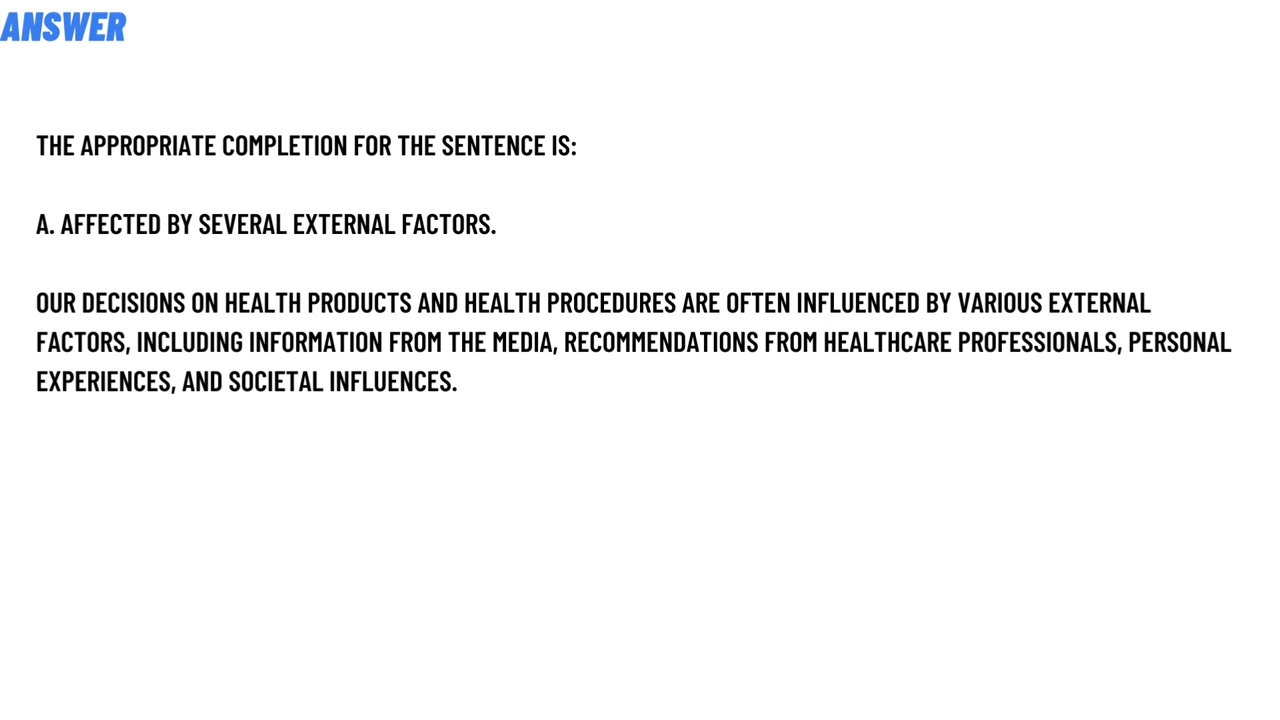 ANSWER
THE APPROPRIATE COMPLETION FOR THE SENTENCE IS:
A. AFFECTED BY SEVERAL EXTERNAL FACTORS.
OUR DECISIONS ON HEALTH PRODUCTS AND HEALTH PROCEDURES ARE OFTEN INFLUENCED BY VARIOUS EXTERNAL
FACTORS, INCLUDING INFORMATION FROM THE MEDIA, RECOMMENDATIONS FROM HEALTHCARE PROFESSIONALS, PERSONAL
EXPERIENCES, AND SOCIETAL INFLUENCES.